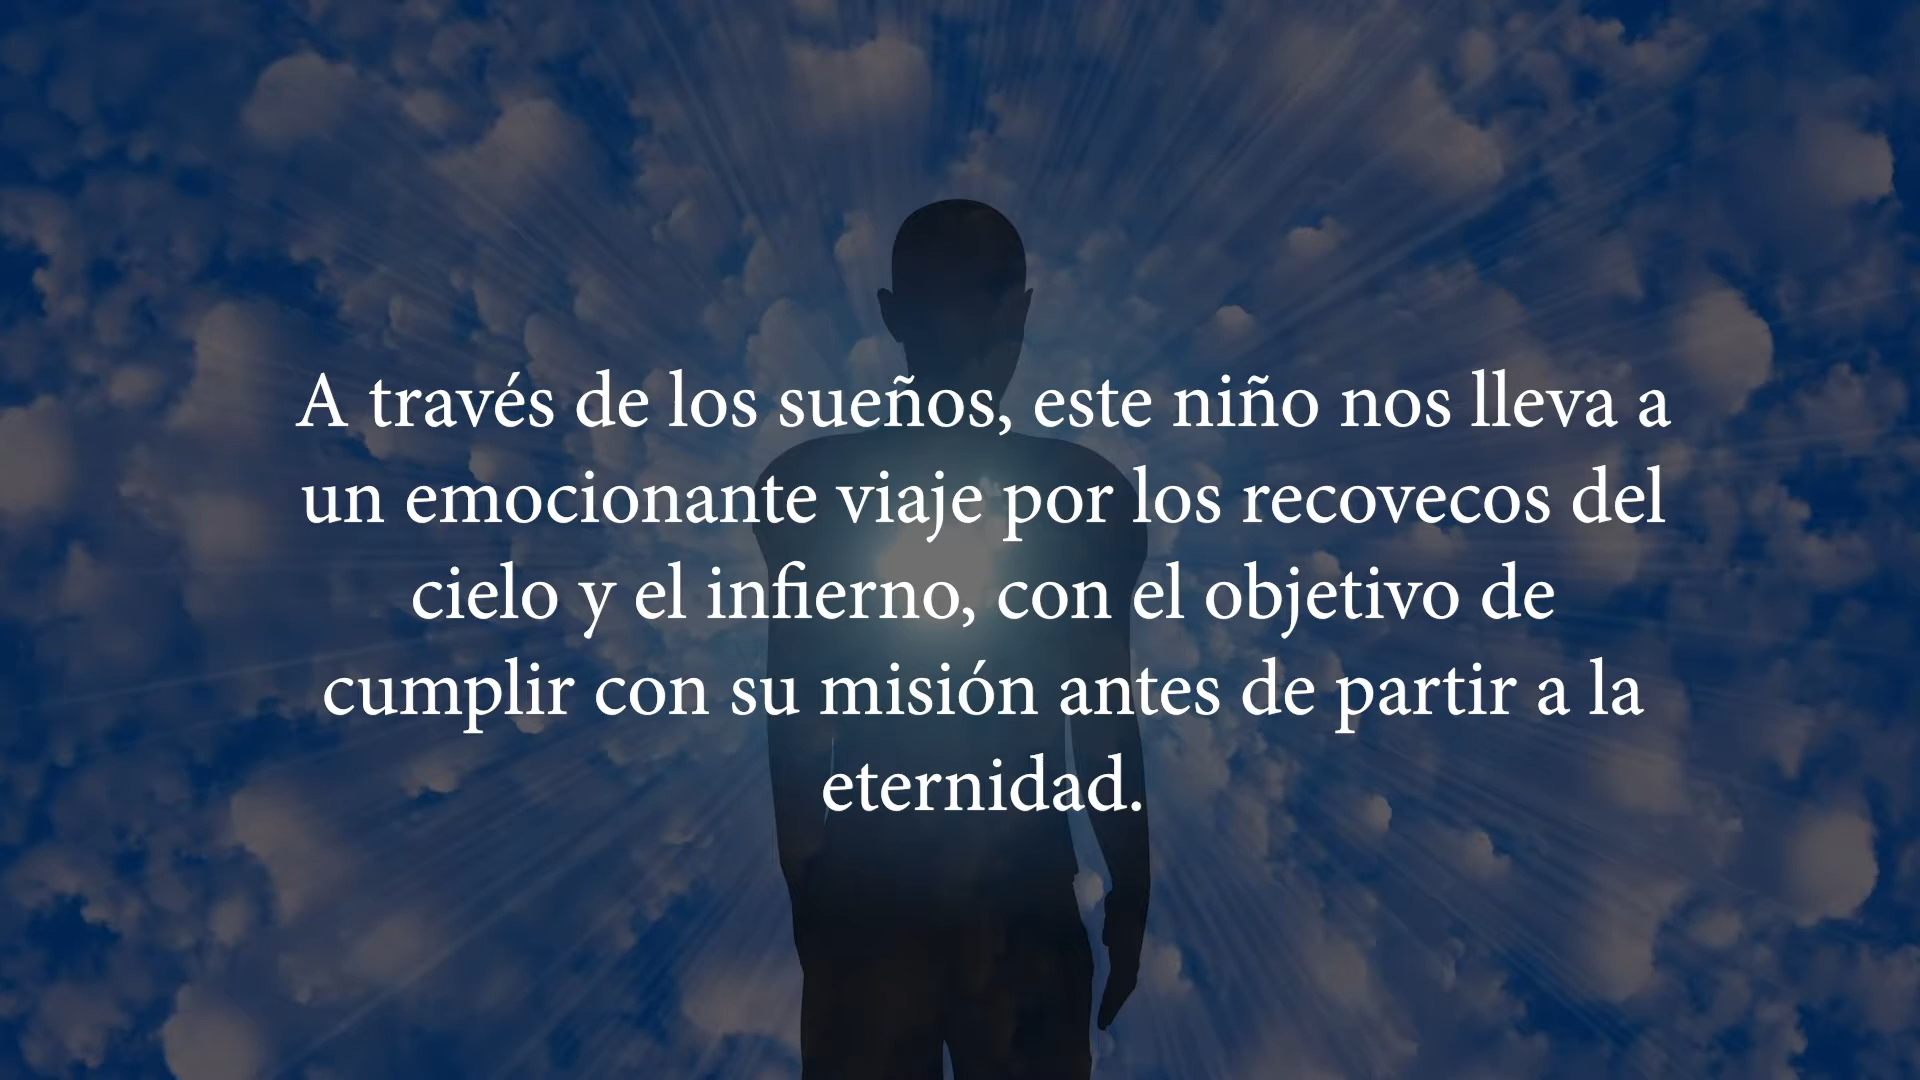 A través de los sueños, este niño nos lleva a
un emocionante viaje por los recovecos del
cielo y el infierno, con el objetivo de
cumplir con su misión antes de partir a la
eternidad.